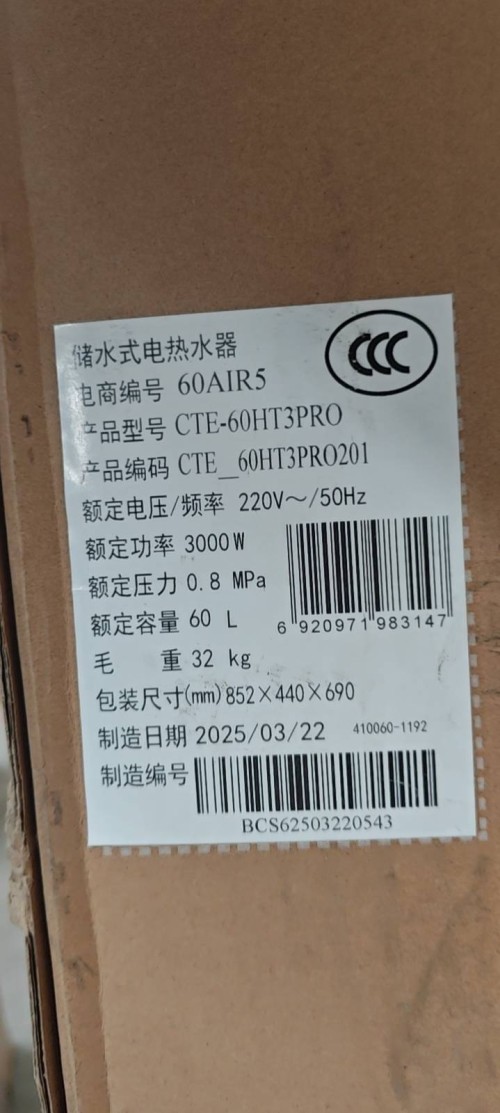 储水式电热水器
CCC
电商编号 60AIR5
产品型号 CTE-60HT3PRO
产品编码 CTE_60HT3PRO201
额定电压/频率 220V～/50Hz
额定功率 3000W
额定压力 0.8 MPa
额定容量 60 L
6 920971 983147
毛 重 32 kg
包装尺寸(mm)852×440×690
制造日期 2025/03/22 410060-1192
制造编号
BCS62503220543